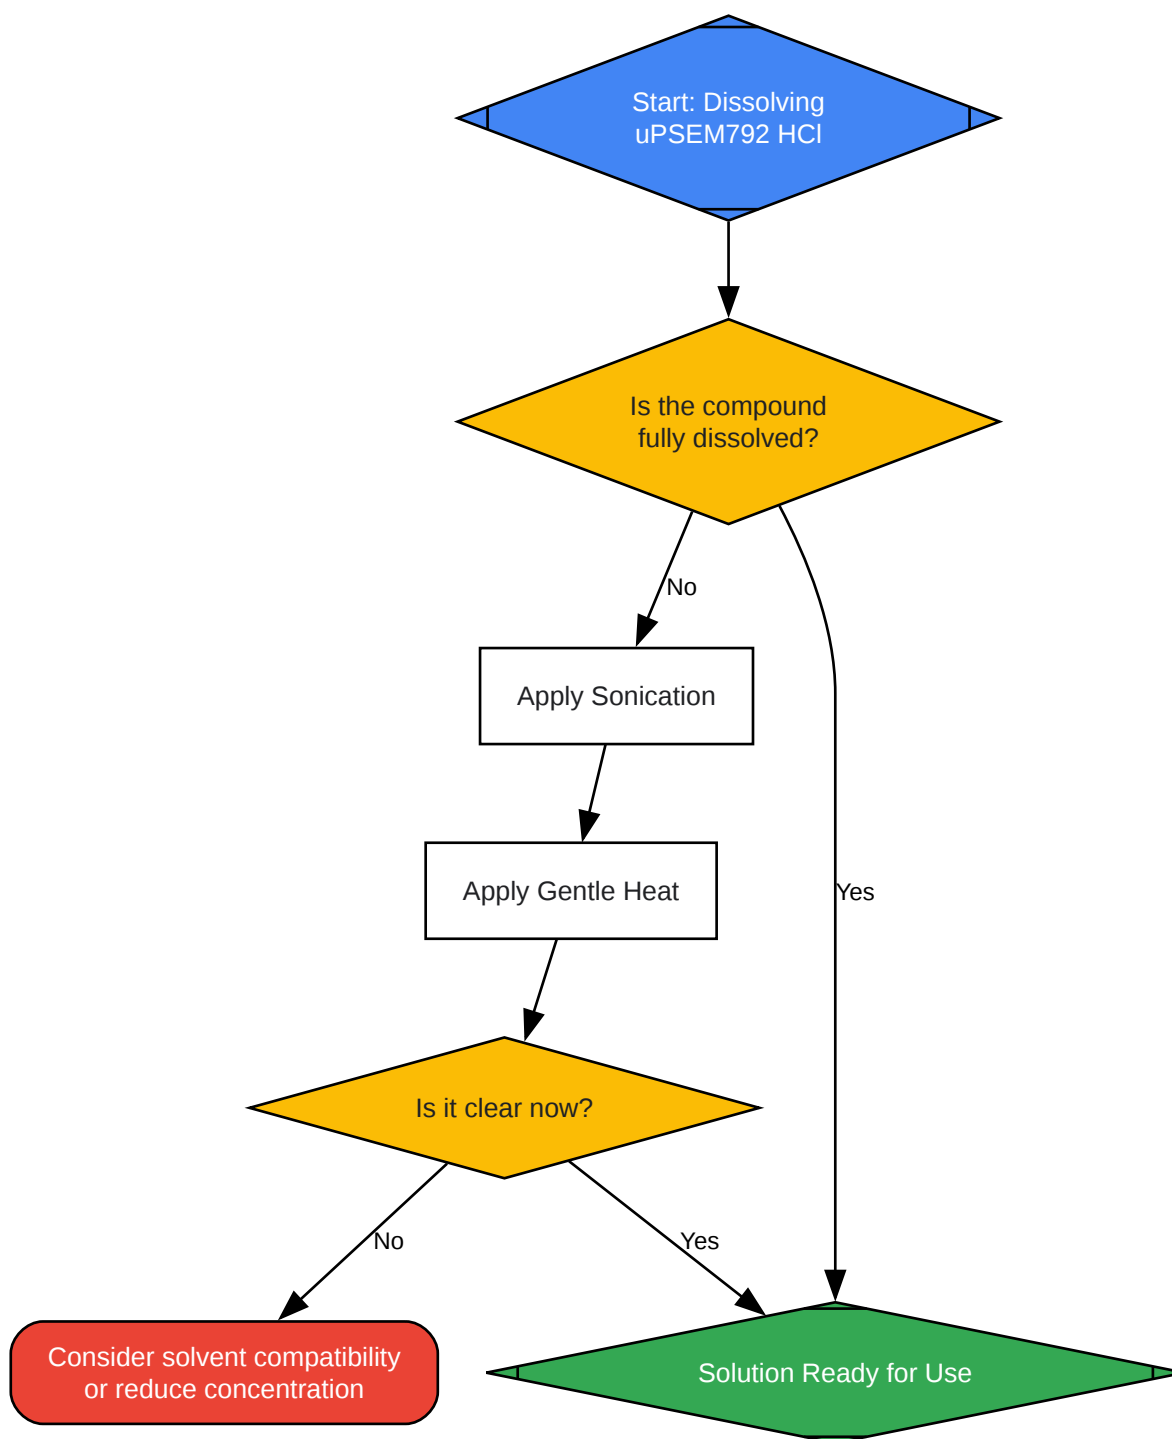 Start: Dissolving
uPSEM792 HCl
Is the compound
fully dissolved?
No
Apply Sonication
Apply Gentle Heat
Yes
Is it clear now?
No
Yes
Consider solvent compatibility
or reduce concentration
Solution Ready for Use